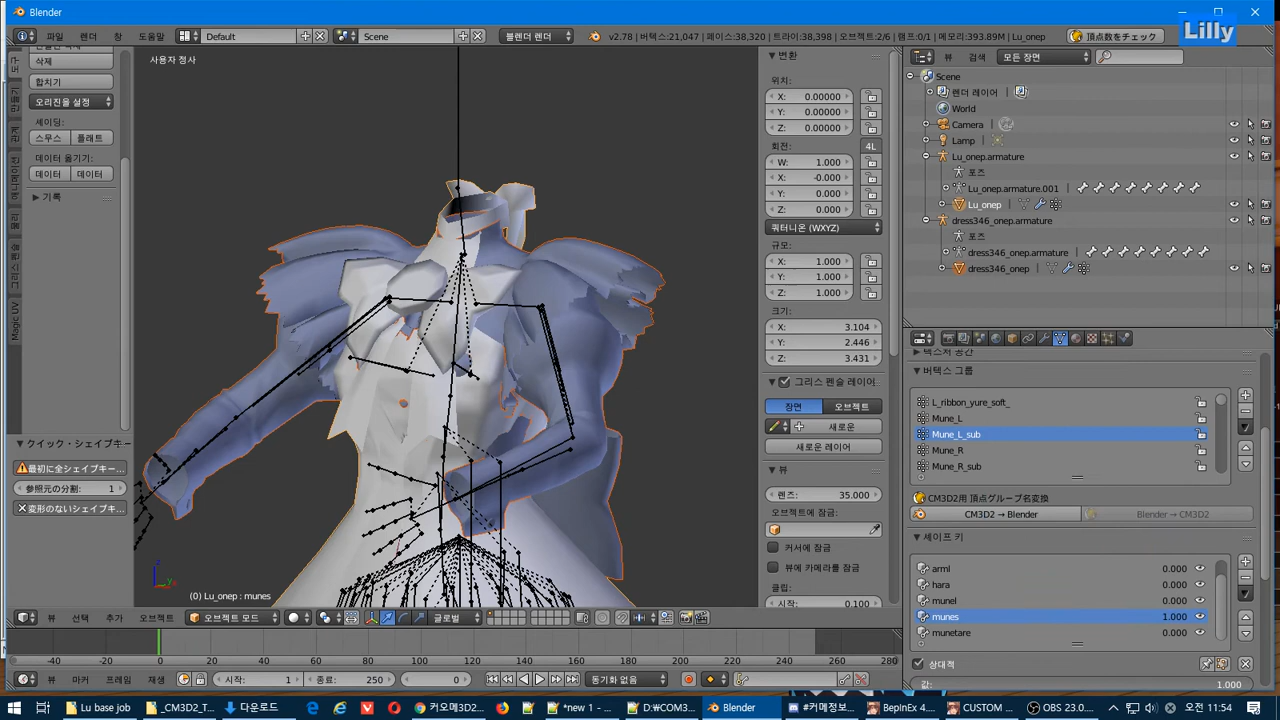 Blender
Lilly
파일
렌더
창
도움말
Default
Scene
블렌더 렌더
v2.78 | 버텍스:21,047 | 페이스:38,320 | 트라이:38,398 | 오브젝트:2/6 | 램프:0/1 | 메모리:393.89M | Lu_onep
頂点数をチェック
삭제
합치기
오리진을 설정
셰이딩:
스무스
플래트
데이터 옮기기:
데이터
데이터
▶ 기록
Magic UV
▼ クイック・シェイプキー
最初に全シェイプキー...
参照元の分割: 1
変形のないシェイプキ...
사용자 정사
(0) Lu_onep : munes
▼ 변환
위치:
X: 0.00000
Y: 0.00000
Z: 0.00000
회전: 4L
W: 1.000
X: -0.000
Y: 0.000
Z: 0.000
쿼터니온 (WXYZ)
규모:
X: 1.000
Y: 1.000
Z: 1.000
크기:
X: 3.104
Y: 2.446
Z: 3.431
▼ 그리스 펜슬 레이어
장면
오브젝트
새로운
새로운 레이어
▼ 뷰
렌즈: 35.000
오브젝트에 잠금:
커서에 잠금
뷰에 카메라를 잠금
클립:
시작: 0.100
뷰
검색
모든 장면
Scene
렌더 레이어
World
Camera
Lamp
Lu_onep.armature
포즈
Lu_onep.armature.001
Lu_onep
dress346_onep.armature
포즈
dress346_onep.armature
dress346_onep
▶ 텍스처 공간
▼ 버텍스 그룹
L_ribbon_yure_soft_
Mune_L
Mune_L_sub
Mune_R
Mune_R_sub
CM3D2用 頂点グループ名変換
CM3D2 → Blender
Blender → CM3D2
▼ 셰이프 키
arml 0.000
hara 0.000
munel 0.000
munes 1.000
munetare 0.000
상대적
값: 1.000
뷰
선택
추가
오브젝트
오브젝트 모드
글로벌
-40 -20 0 20 40 60 80 100 120 140 160 180 200 220 240 260 280
뷰
마커
프레임
재생
시작: 1
종료: 250
0
동기화 없음
Lu base job
_CM3D2_T...
다운로드
커오메3D2...
*new 1 - ...
D:₩COM3...
Blender
#커메정보...
BepInEx 4...
CUSTOM ...
OBS 23.0...
오전 11:54